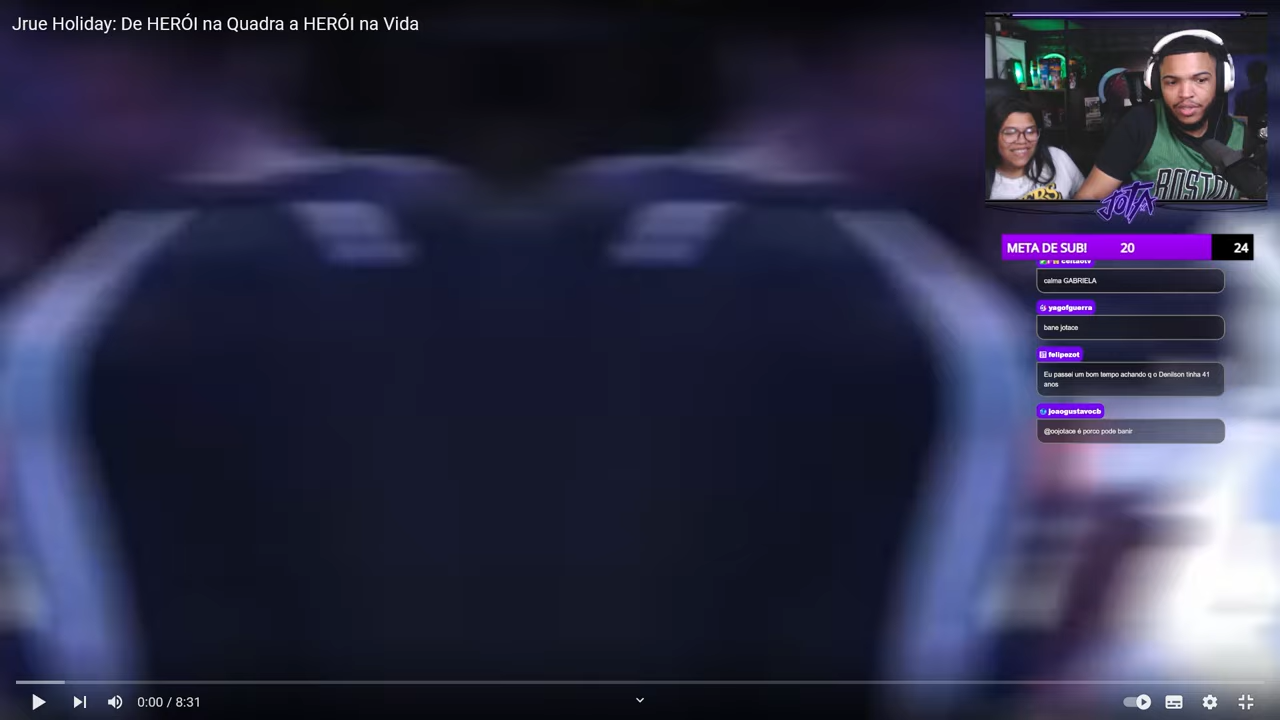 Jrue Holiday: De HERÓI na Quadra a HERÓI na Vida
BOSTON
JOTA
META DE SUB! 20 24
calma GABRIELA
yagofguerra
bane jotace
felipezot
Eu passei um bom tempo achando q o Denilson tinha 41
anos
joaogustavocb
@oojotace é porco pode banir
0:00 / 8:31